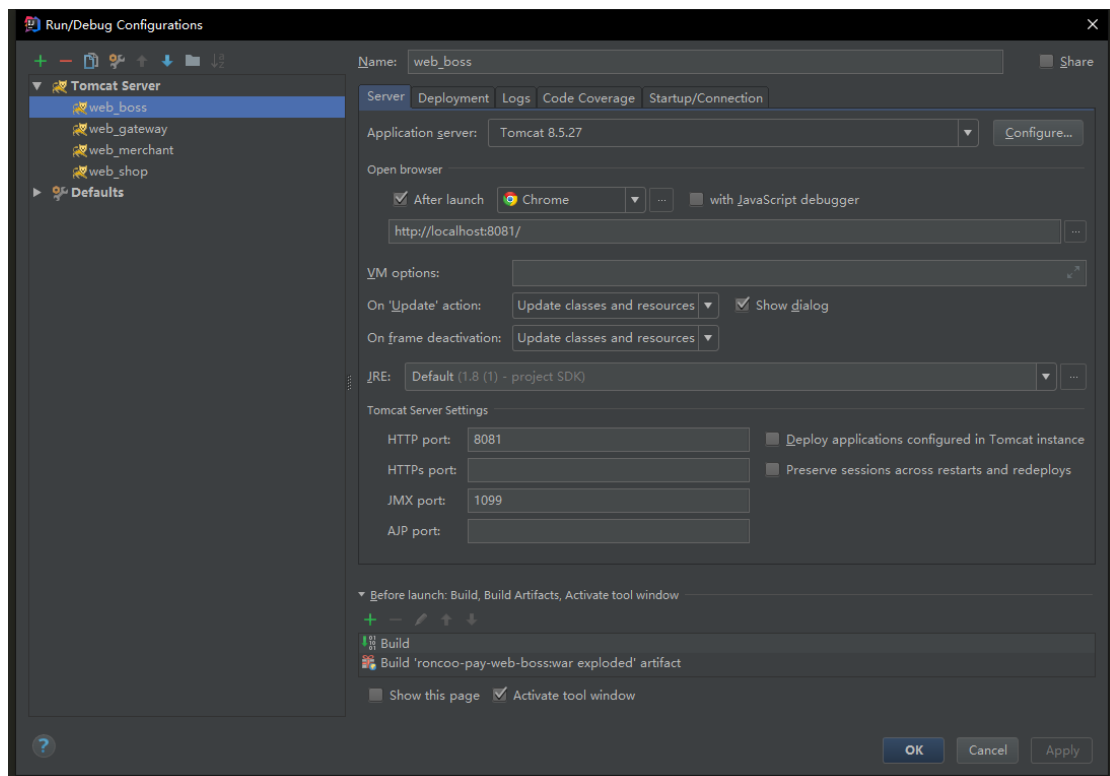 Run/Debug Configurations
Name: web_boss Share
Tomcat Server
web_boss
web_gateway
web_merchant
web_shop
Defaults
Server Deployment Logs Code Coverage Startup/Connection
Application server: Tomcat 8.5.27 Configure...
Open browser
After launch Chrome ... with JavaScript debugger
http://localhost:8081/ ...
VM options:
On 'Update' action: Update classes and resources Show dialog
On frame deactivation: Update classes and resources
JRE: Default (1.8 (1) - project SDK) ...
Tomcat Server Settings
HTTP port: 8081 Deploy applications configured in Tomcat instance
HTTPs port: Preserve sessions across restarts and redeploys
JMX port: 1099
AJP port:
Before launch: Build, Build Artifacts, Activate tool window
Build
Build 'roncoo-pay-web-boss:war exploded' artifact
Show this page Activate tool window
? OK Cancel Apply